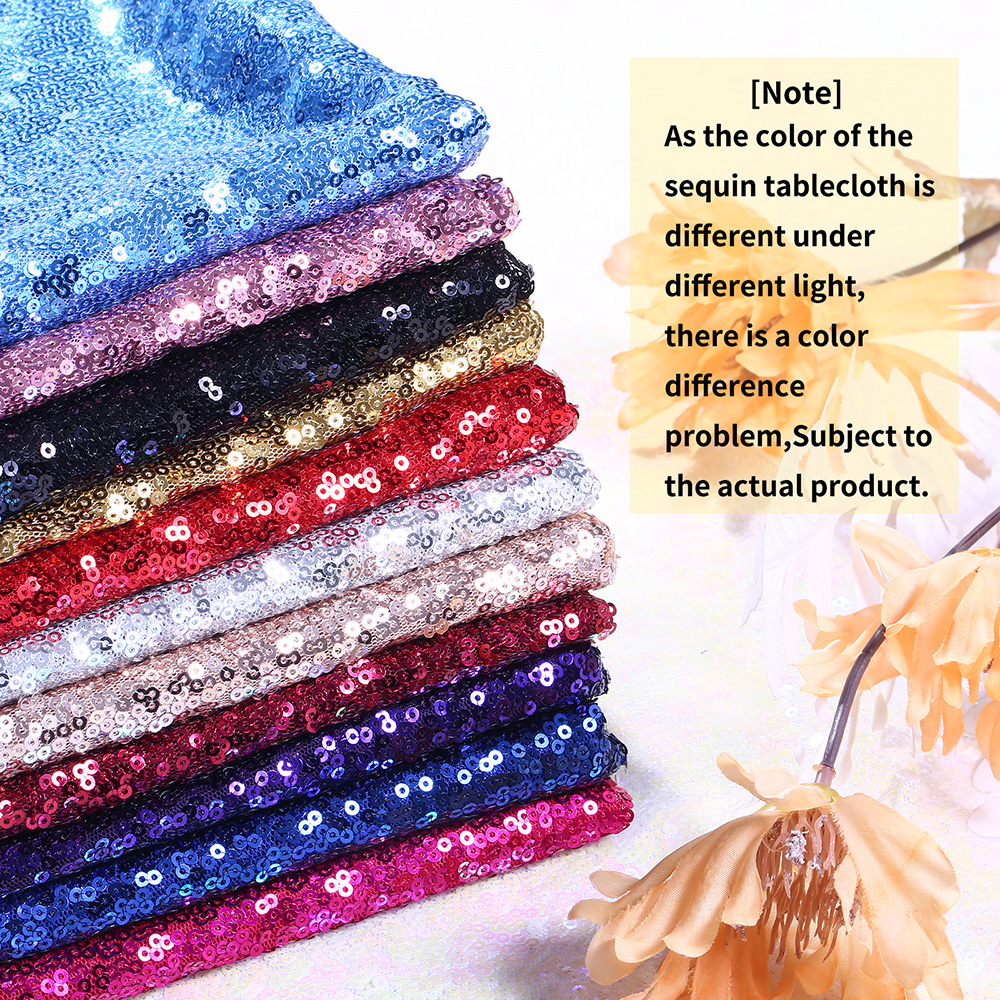 [Note]
As the color of the
sequin tablecloth is
different under
different light,
there is a color
difference
problem,Subject to
the actual product.